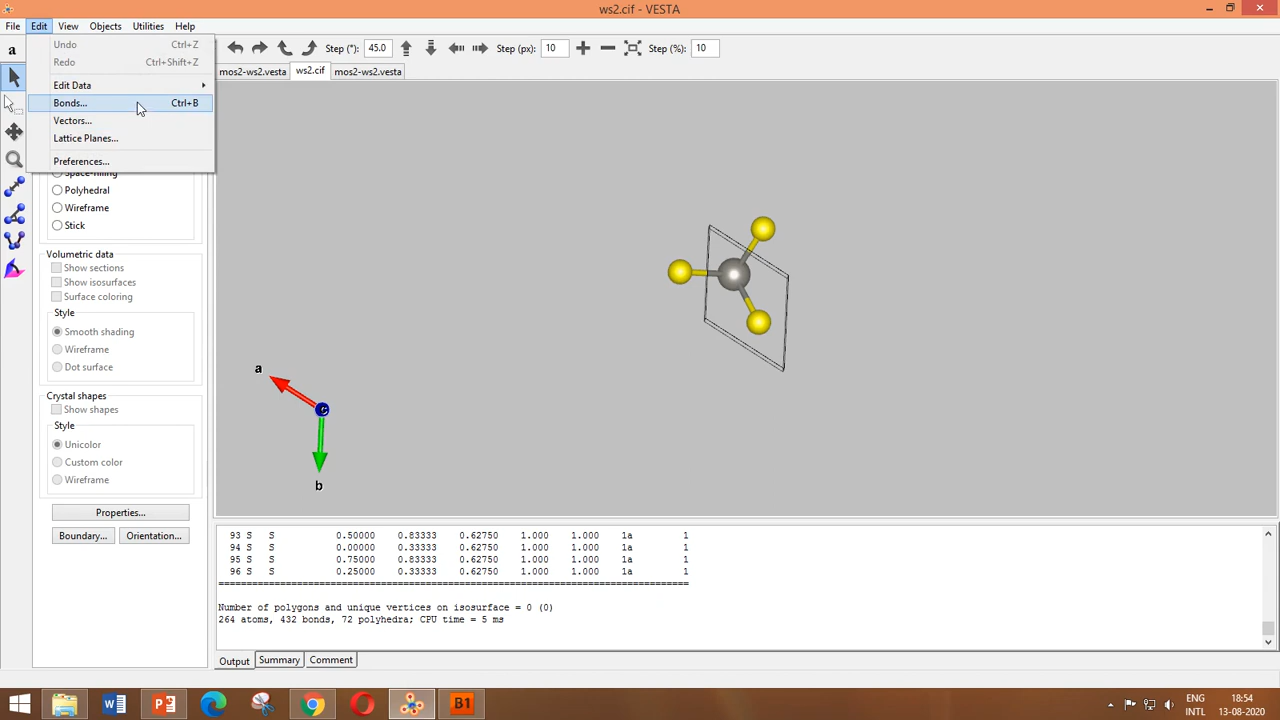 ws2.cif - VESTA
File Edit View Objects Utilities Help
a Step (°): 45.0 Step (px): 10 Step (%): 10
mos2-ws2.vesta ws2.cif mos2-ws2.vesta
Undo Ctrl+Z
Redo Ctrl+Shift+Z
Edit Data
Bonds... Ctrl+B
Vectors...
Lattice Planes...
Preferences...
Space-filling
Polyhedral
Wireframe
Stick
Volumetric data
Show sections
Show isosurfaces
Surface coloring
Style
Smooth shading
Wireframe
Dot surface
Crystal shapes
Show shapes
Style
Unicolor
Custom color
Wireframe
Properties...
Boundary... Orientation...
a
c
b
93 S S 0.50000 0.83333 0.62750 1.000 1.000 1a 1
94 S S 0.00000 0.33333 0.62750 1.000 1.000 1a 1
95 S S 0.75000 0.83333 0.62750 1.000 1.000 1a 1
96 S S 0.25000 0.33333 0.62750 1.000 1.000 1a 1
Number of polygons and unique vertices on isosurface = 0 (0)
264 atoms, 432 bonds, 72 polyhedra; CPU time = 5 ms
Output Summary Comment
B1
ENG 18:54
INTL 13-08-2020